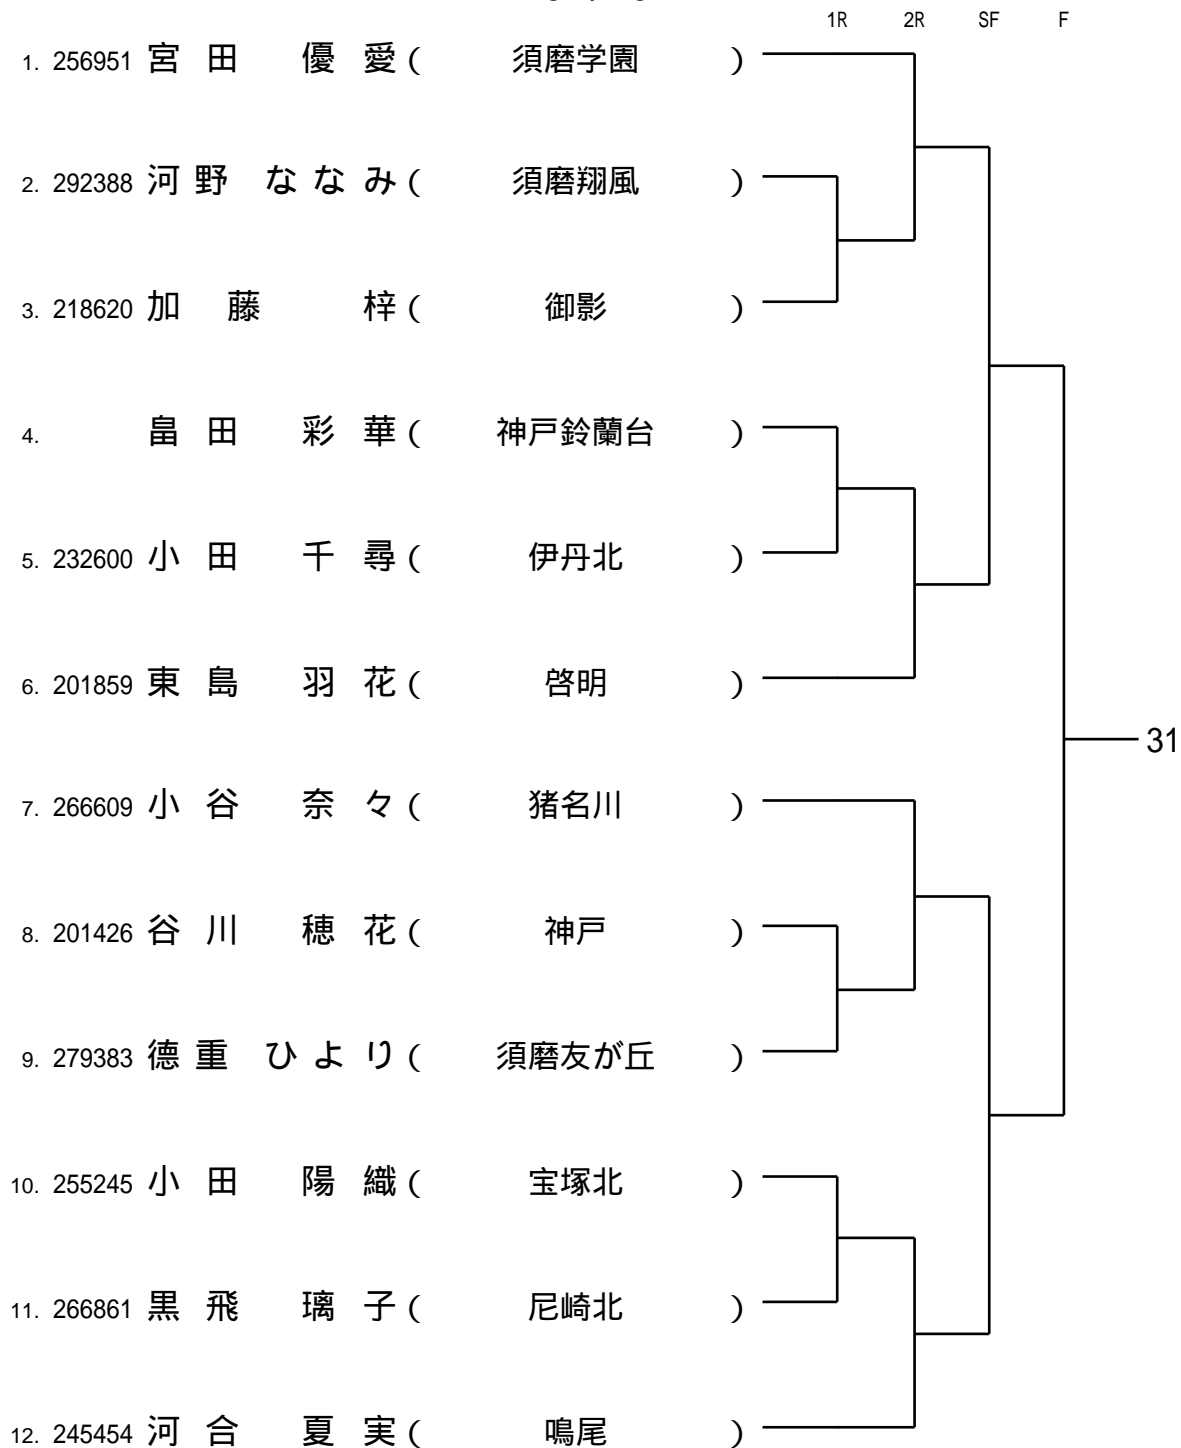 1R 2R SF F
1. 256951 宮田 優愛 ( 須磨学園 )
2. 292388 河野 ななみ ( 須磨翔風 )
3. 218620 加藤 梓 ( 御影 )
4. 畠田 彩華 ( 神戸鈴蘭台 )
5. 232600 小田 千尋 ( 伊丹北 )
6. 201859 東島 羽花 ( 啓明 )
31
7. 266609 小谷 奈々 ( 猪名川 )
8. 201426 谷川 穂花 ( 神戸 )
9. 279383 德重 ひより ( 須磨友が丘 )
10. 255245 小田 陽織 ( 宝塚北 )
11. 266861 黒飛 璃子 ( 尼崎北 )
12. 245454 河合 夏実 ( 鳴尾 )